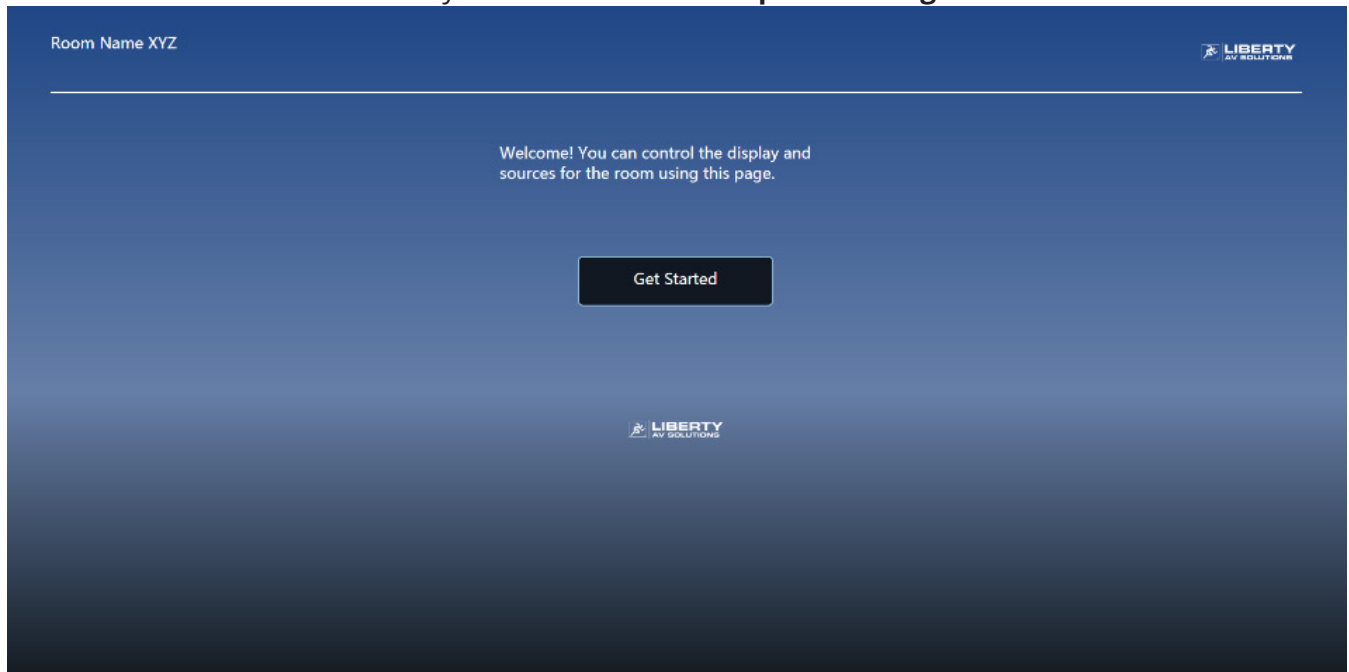 Room Name XYZ
LIBERTY
AV SOLUTIONS
Welcome! You can control the display and
sources for the room using this page.
Get Started
LIBERTY
AV SOLUTIONS